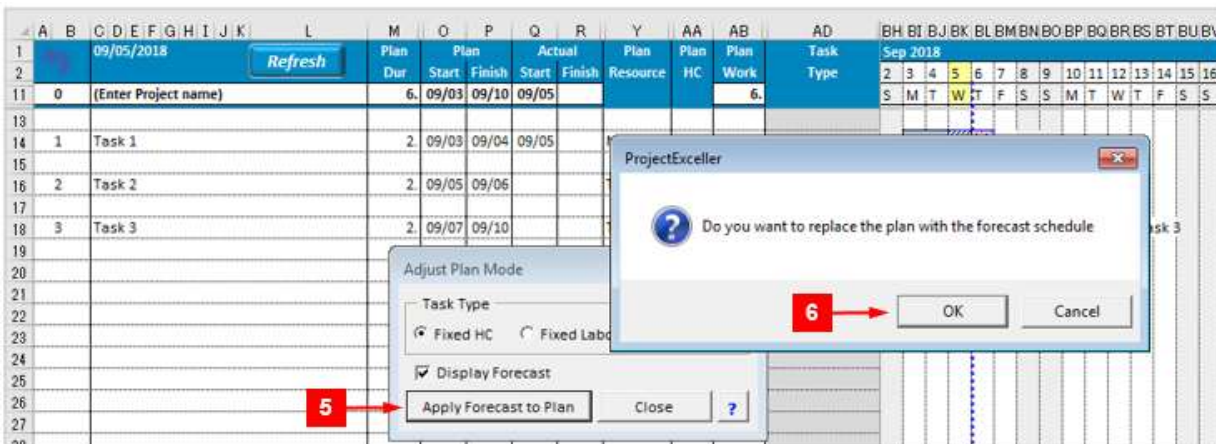 A B C D E F G H I J K L M O P Q R Y AA AB AD BH BI BJ BK BL BM BN BO BP BQ BR BS BT BU BV
1 09/05/2018 Refresh Plan Plan Actual Plan Plan Plan Task Sep 2018
2 Dur Start Finish Start Finish Resource HC Work Type 2 3 4 5 6 7 8 9 10 11 12 13 14 15 16
11 0 (Enter Project name) 6. 09/03 09/10 09/05 6. S M T W T F S S M T W T F S S
13
14 1 Task 1 2. 09/03 09/04 09/05
15
16 2 Task 2 2. 09/05 09/06
17
18 3 Task 3 2. 09/07 09/10 sk 3
19
20
21
22
23
24
25
26
27
ProjectExceller
Do you want to replace the plan with the forecast schedule
6 OK Cancel
Adjust Plan Mode
Task Type
Fixed HC Fixed Labo
Display Forecast
5 Apply Forecast to Plan Close ?